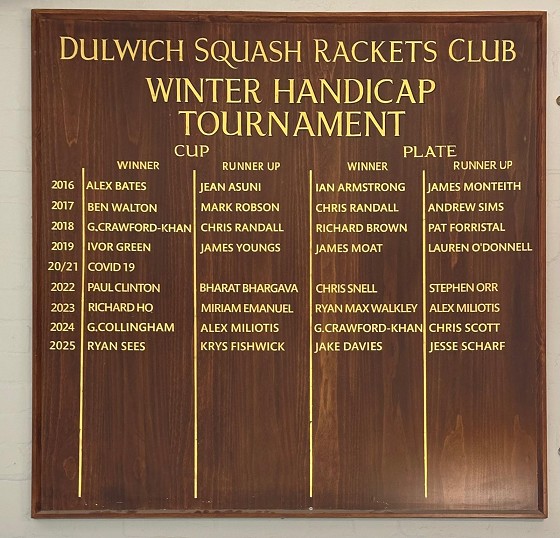 DULWICH SQUASH RACKETS CLUB
WINTER HANDICAP
TOURNAMENT
CUP PLATE
WINNER RUNNER UP WINNER RUNNER UP
2016 ALEX BATES JEAN ASUNI IAN ARMSTRONG JAMES MONTEITH
2017 BEN WALTON MARK ROBSON CHRIS RANDALL ANDREW SIMS
2018 G.CRAWFORD-KHAN CHRIS RANDALL RICHARD BROWN PAT FORRISTAL
2019 IVOR GREEN JAMES YOUNGS JAMES MOAT LAUREN O'DONNELL
20/21 COVID 19
2022 PAUL CLINTON BHARAT BHARGAVA CHRIS SNELL STEPHEN ORR
2023 RICHARD HO MIRIAM EMANUEL RYAN MAX WALKLEY ALEX MILIOTIS
2024 G.COLLINGHAM ALEX MILIOTIS G.CRAWFORD-KHAN CHRIS SCOTT
2025 RYAN SEES KRYS FISHWICK JAKE DAVIES JESSE SCHARF